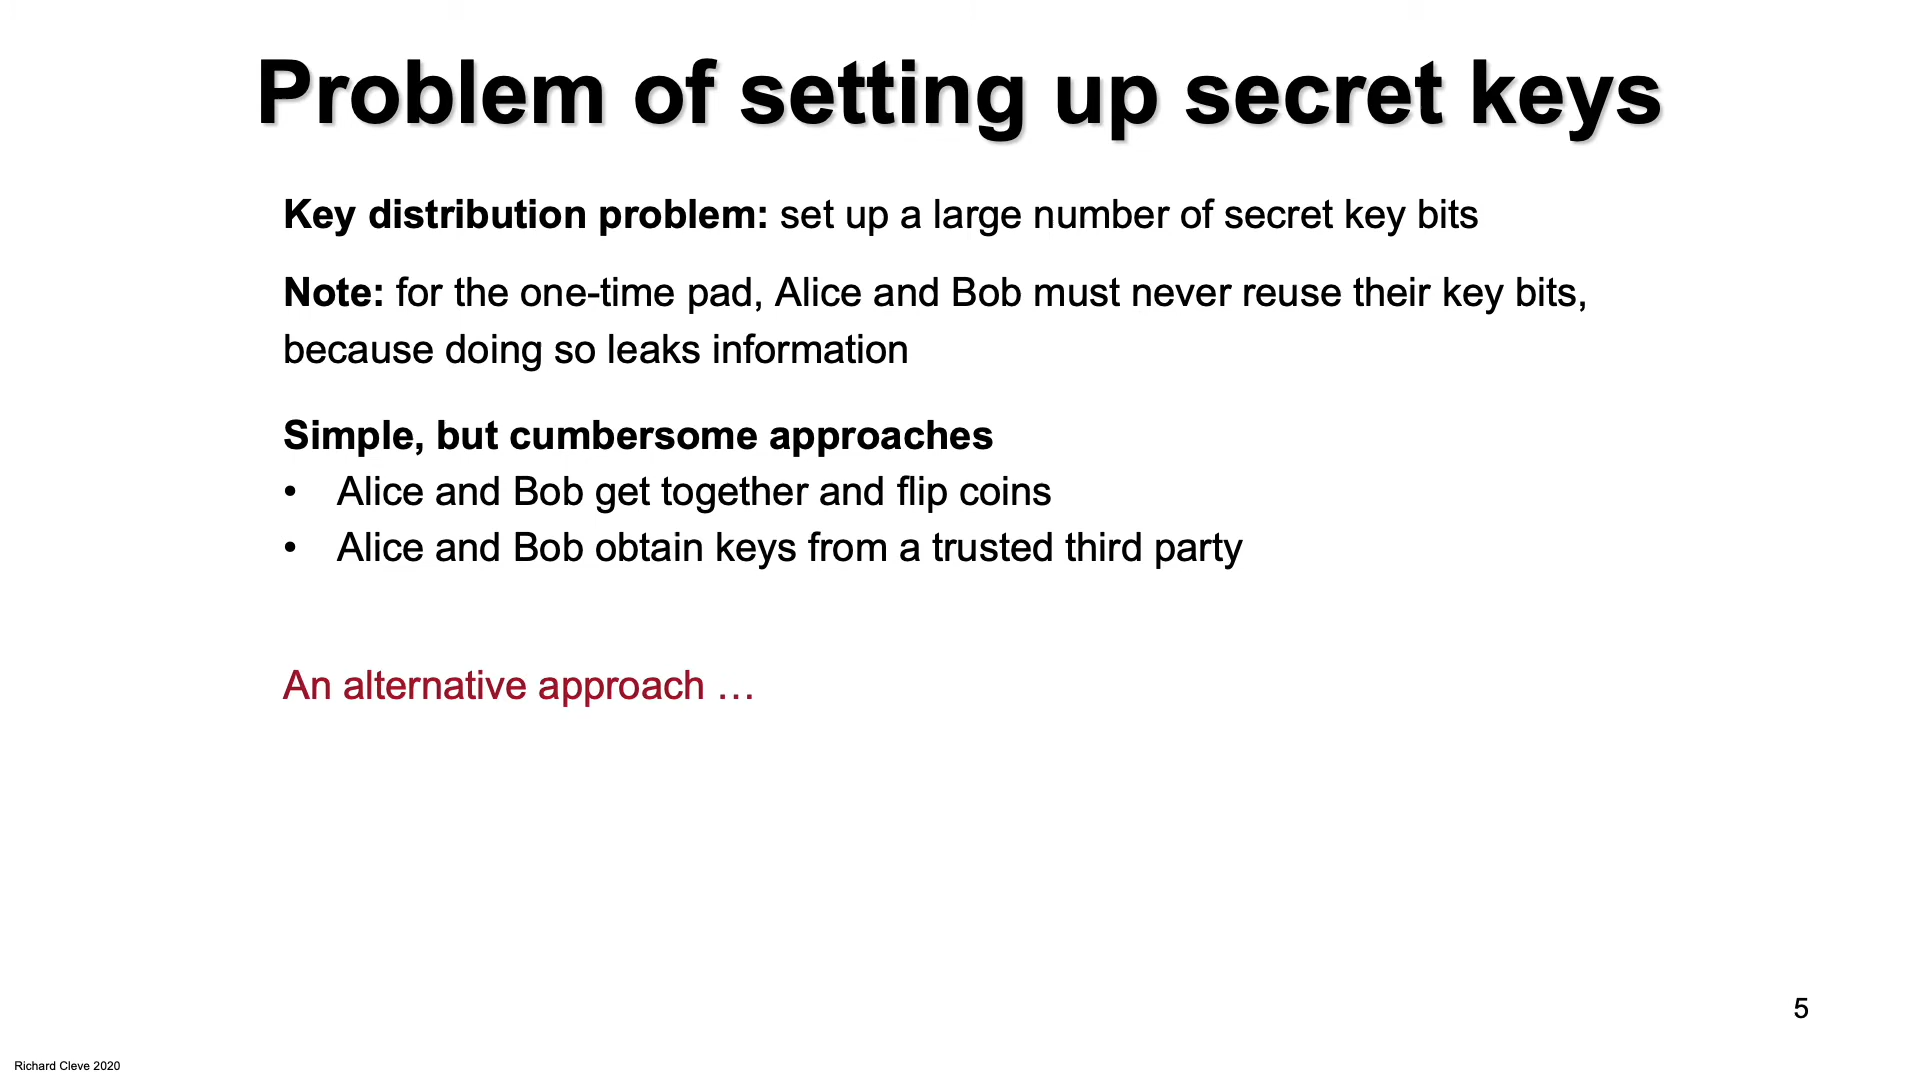 Problem of setting up secret keys
Key distribution problem: set up a large number of secret key bits
Note: for the one-time pad, Alice and Bob must never reuse their key bits,
because doing so leaks information
Simple, but cumbersome approaches
• Alice and Bob get together and flip coins
• Alice and Bob obtain keys from a trusted third party
An alternative approach …
5
Richard Cleve 2020